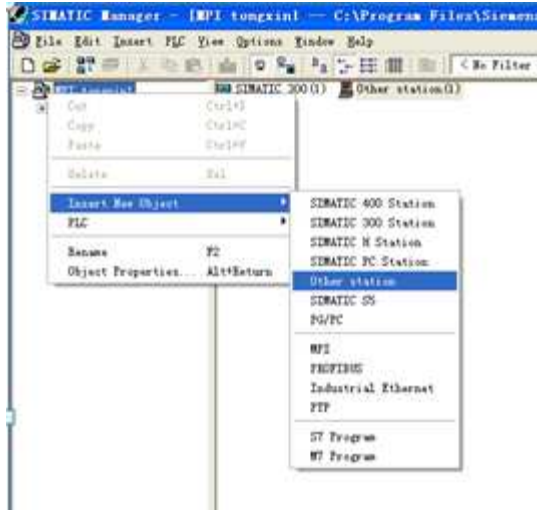 SIMATIC Manager - [MPI tongxin] -- C:\Program Files\Siemens
File Edit Insert PLC View Options Window Help
< No Filter
SIMATIC 300(1) Other station(1)
Cut Ctrl+X
Copy Ctrl+C
Paste Ctrl+V
Delete Del
Insert New Object
PLC
Rename F2
Object Properties... Alt+Return
SIMATIC 400 Station
SIMATIC 300 Station
SIMATIC H Station
SIMATIC PC Station
Other station
SIMATIC S5
PG/PC
MPI
PROFIBUS
Industrial Ethernet
PTP
S7 Program
M7 Program